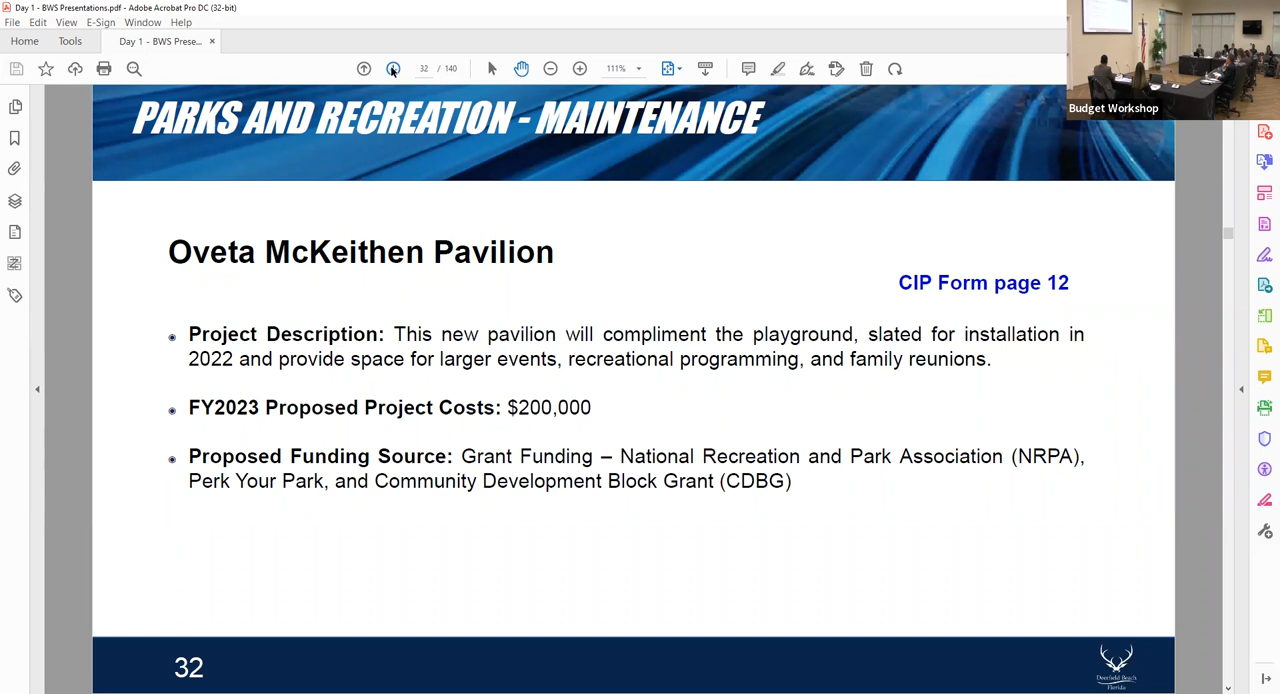 Day 1 - BWS Presentations.pdf - Adobe Acrobat Pro DC (32-bit)
File Edit View E-Sign Window Help
Home Tools Day 1 - BWS Prese... ×
32 / 140 111%
Budget Workshop
PARKS AND RECREATION - MAINTENANCE
Oveta McKeithen Pavilion
CIP Form page 12
Project Description: This new pavilion will compliment the playground, slated for installation in
2022 and provide space for larger events, recreational programming, and family reunions.
FY2023 Proposed Project Costs: $200,000
Proposed Funding Source: Grant Funding – National Recreation and Park Association (NRPA),
Perk Your Park, and Community Development Block Grant (CDBG)
32
Deerfield Beach
Florida